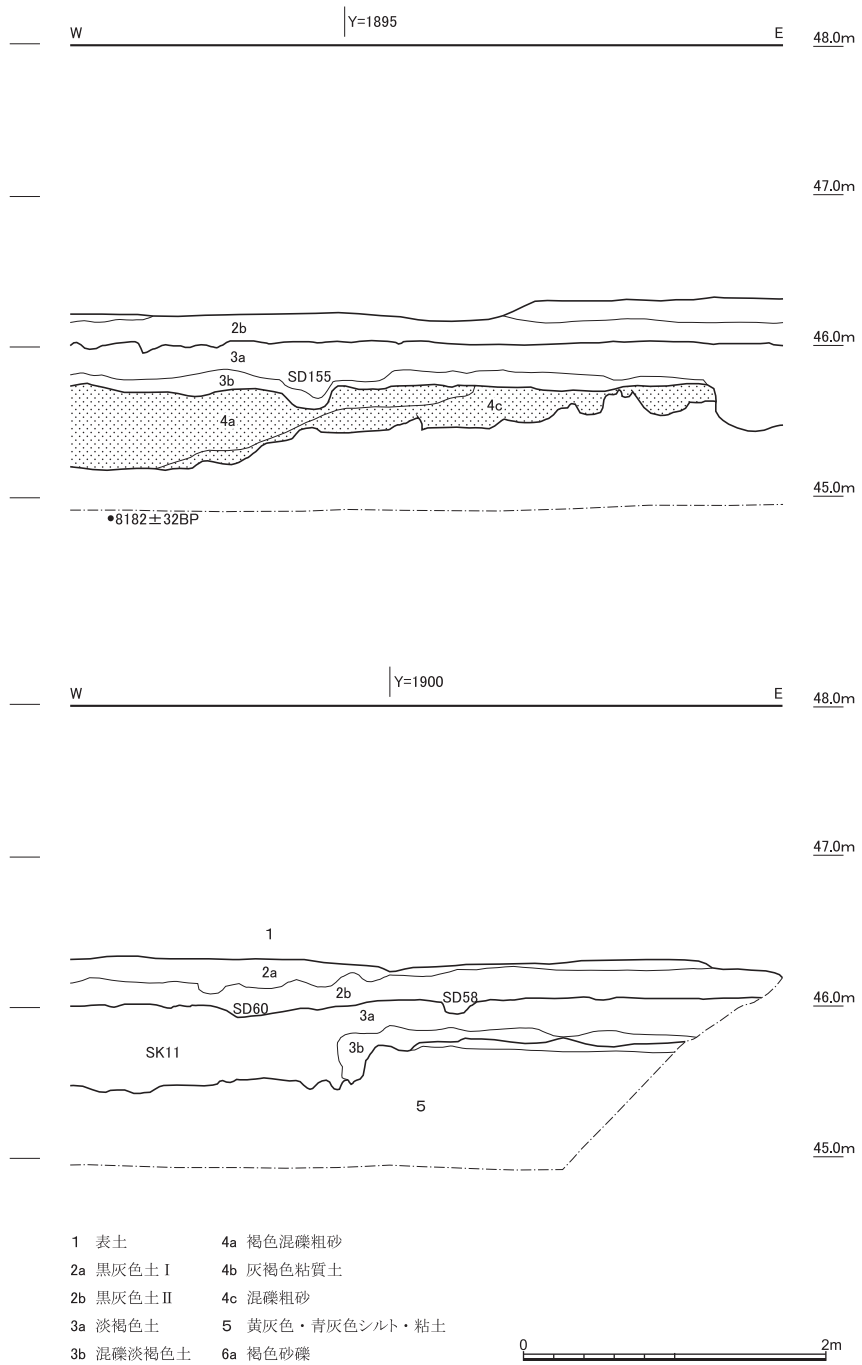 Y=1895
W E 48.0m
47.0m
2b
46.0m
3a
3b SD155
4a 4c
45.0m
•8182±32BP
Y=1900
W E 48.0m
47.0m
1
2a
2b
SD60 SD58 46.0m
3a
SK11 3b
5
45.0m
1 表土 4a 褐色混礫粗砂
2a 黒灰色土Ⅰ 4b 灰褐色粘質土
2b 黒灰色土Ⅱ 4c 混礫粗砂
3a 淡褐色土 5 黄灰色・青灰色シルト・粘土
3b 混礫淡褐色土 6a 褐色砂礫
0 2m